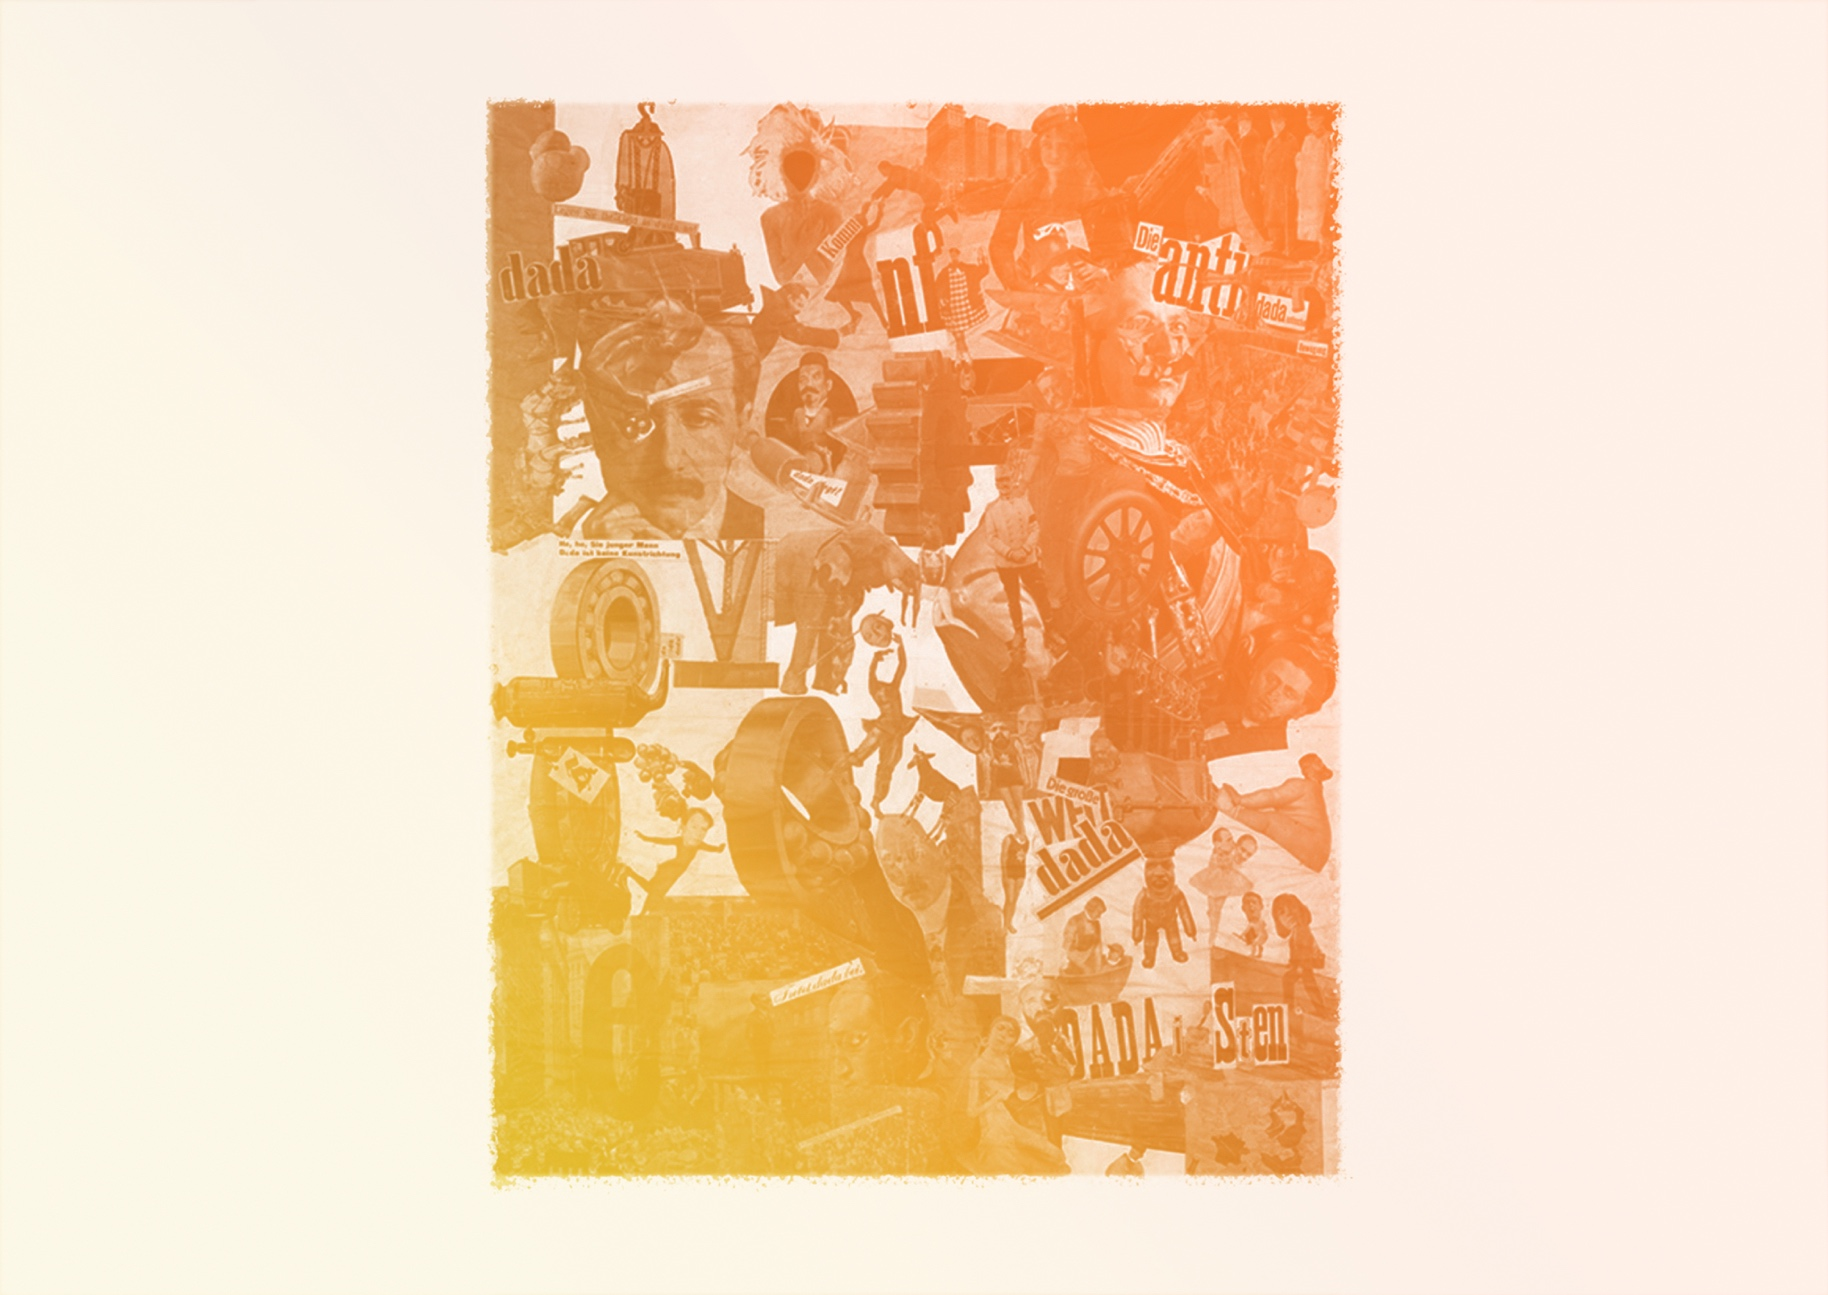 Komm
Die
anti
dada
nf
dada
He, he, Sie junger Mann
Dada ist keine Kunstrichtung
Die große
WELT
dada
e
DADA i Sten